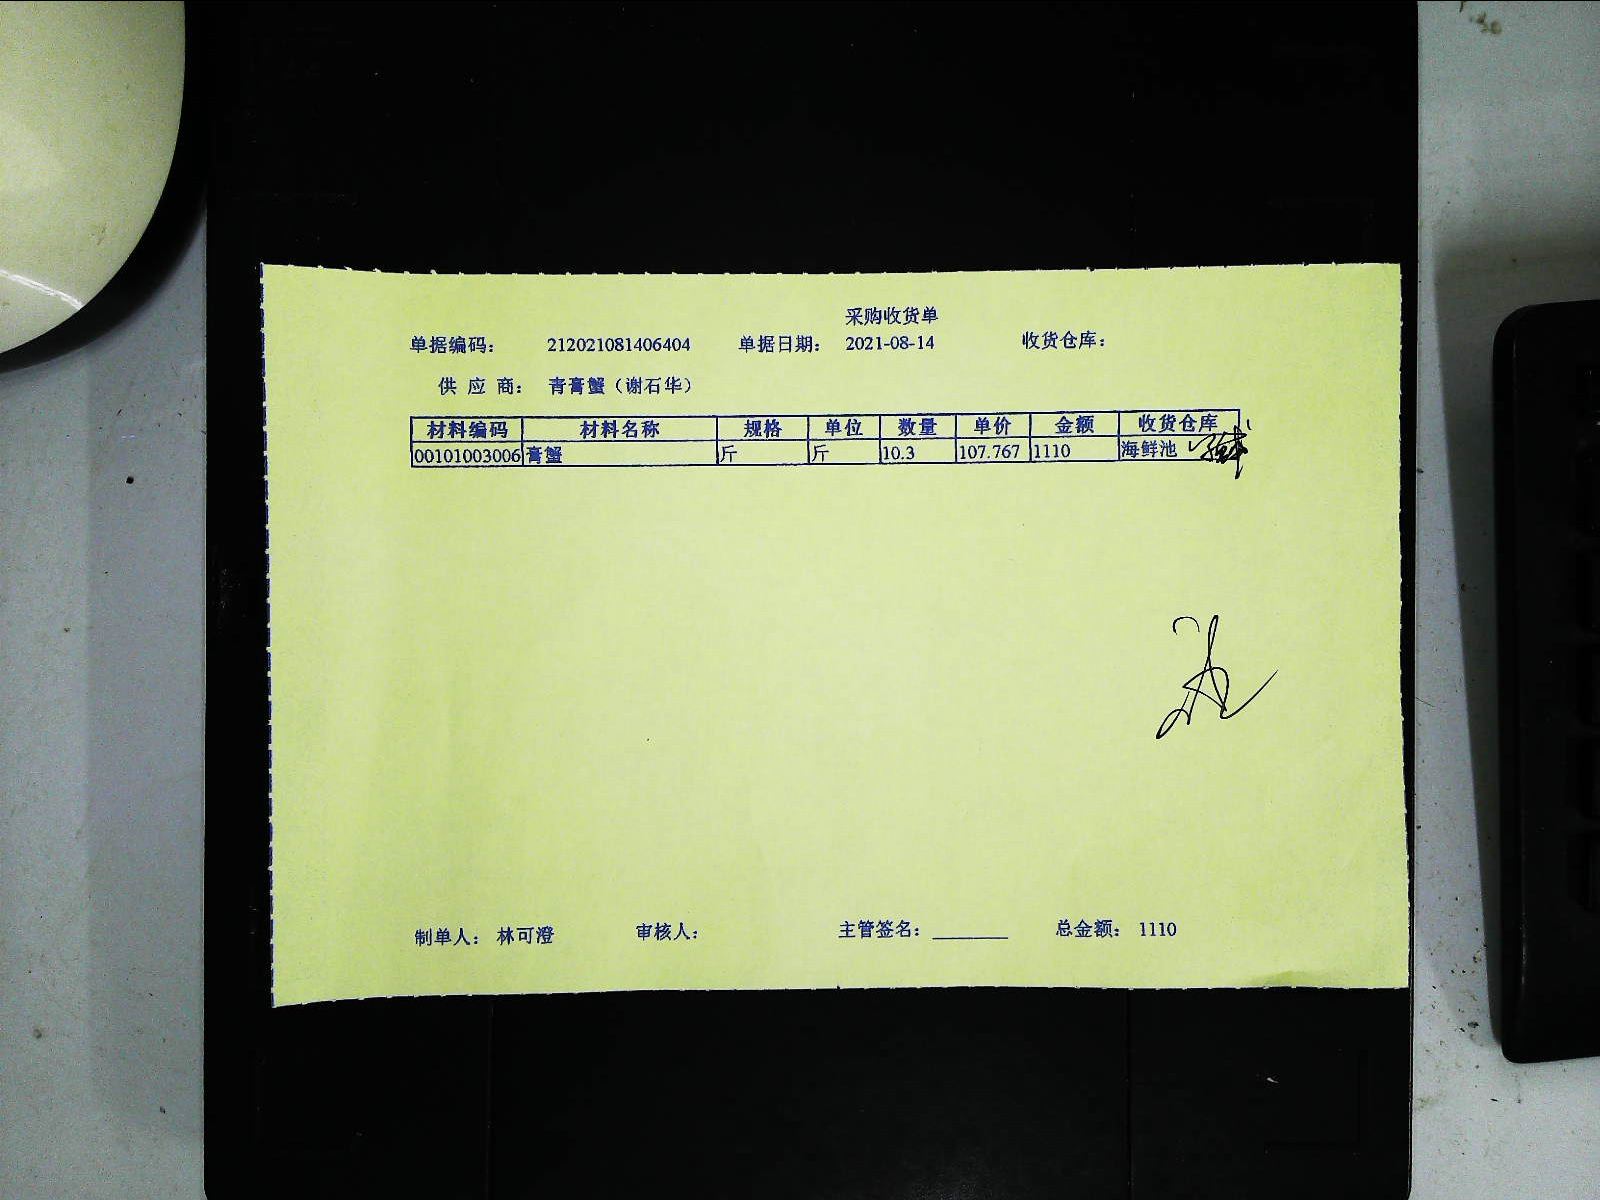 采购收货单
单据编码： 212021081406404 单据日期： 2021-08-14 收货仓库：
供 应 商： 青膏蟹（谢石华）
材料编码 材料名称 规格 单位 数量 单价 金额 收货仓库
00101003006 膏蟹 斤 斤 10.3 107.767 1110 海鲜池
制单人： 林可澄 审核人： 主管签名：________ 总金额： 1110